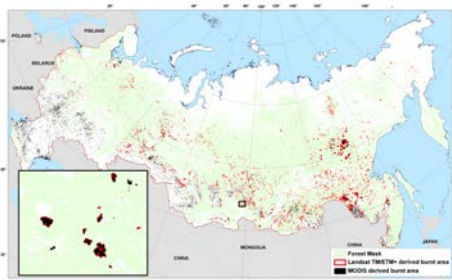 POLAND
FINLAND
BELARUS
UKRAINE
MONGOLIA
CHINA
CHINA
JAPAN
Forest Mask
Landsat TM/ETM+ derived burnt area
MODIS derived burnt area